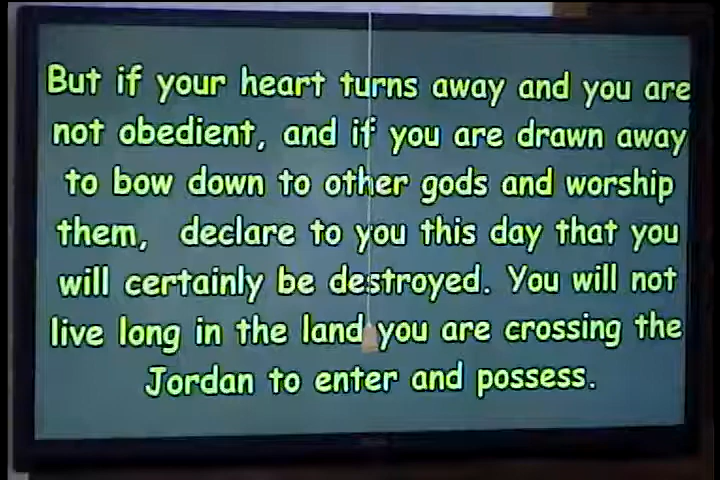 But if your heart turns away and you are
not obedient, and if you are drawn away
to bow down to other gods and worship
them, declare to you this day that you
will certainly be destroyed. You will not
live long in the land you are crossing the
Jordan to enter and possess.